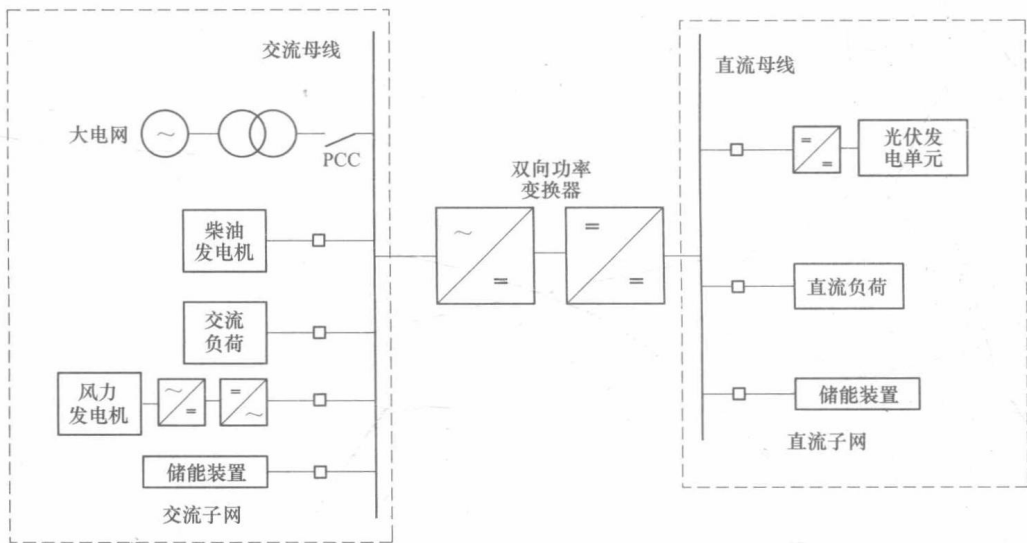 交流母线
大电网
～
PCC
柴油
发电机
交流
负荷
风力
发电机
～
=
=
～
储能装置
交流子网
双向功率
变换器
～
=
=
=
直流母线
=
=
光伏发
电单元
直流负荷
储能装置
直流子网